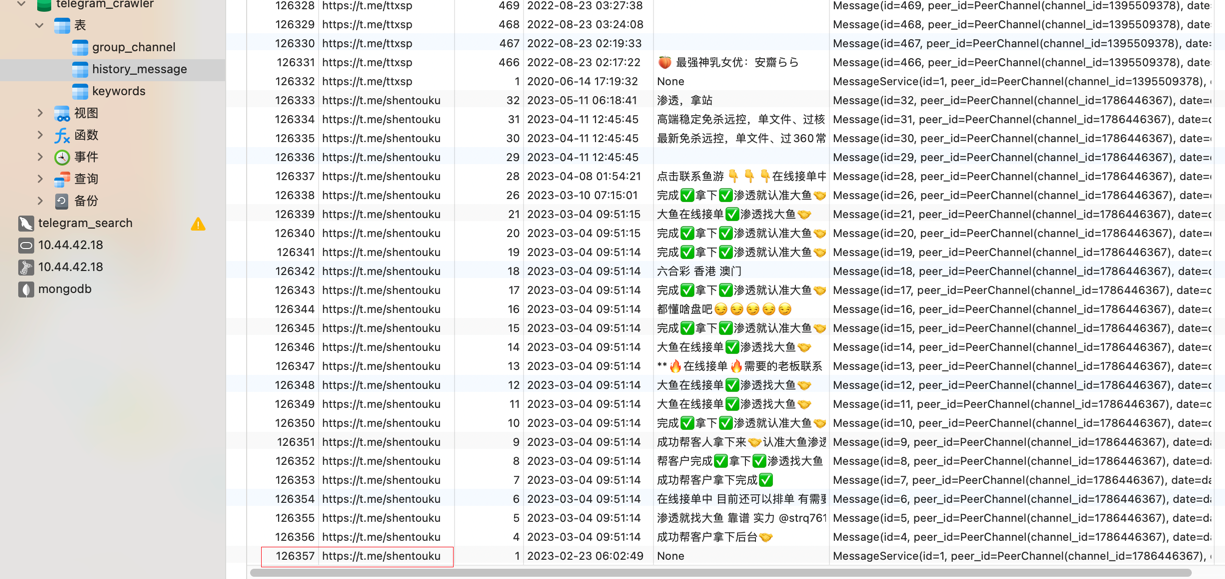 telegram_crawler
表
group_channel
history_message
keywords
视图
函数
事件
查询
备份
telegram_search
10.44.42.18
10.44.42.18
mongodb
126328 https://t.me/ttxsp 469 2022-08-23 03:27:38 Message(id=469, peer_id=PeerChannel(channel_id=1395509378), date
126329 https://t.me/ttxsp 468 2022-08-23 03:24:08 Message(id=468, peer_id=PeerChannel(channel_id=1395509378), date=
126330 https://t.me/ttxsp 467 2022-08-23 02:19:33 Message(id=467, peer_id=PeerChannel(channel_id=1395509378), date=
126331 https://t.me/ttxsp 466 2022-08-23 02:17:22 🍑 最强神乳女优：安齋らら Message(id=466, peer_id=PeerChannel(channel_id=1395509378), date=
126332 https://t.me/ttxsp 1 2020-06-14 17:19:32 None MessageService(id=1, peer_id=PeerChannel(channel_id=1395509378),
126333 https://t.me/shentouku 32 2023-05-11 06:18:41 渗透，拿站 Message(id=32, peer_id=PeerChannel(channel_id=1786446367), date=
126334 https://t.me/shentouku 31 2023-04-11 12:45:45 高端稳定免杀远控，单文件、过核 Message(id=31, peer_id=PeerChannel(channel_id=1786446367), date=
126335 https://t.me/shentouku 30 2023-04-11 12:45:45 最新免杀远控，单文件、过360常 Message(id=30, peer_id=PeerChannel(channel_id=1786446367), date=
126336 https://t.me/shentouku 29 2023-04-11 12:45:45 Message(id=29, peer_id=PeerChannel(channel_id=1786446367), date=
126337 https://t.me/shentouku 28 2023-04-08 01:54:21 点击联系鱼游👇👇👇在线接单中 Message(id=28, peer_id=PeerChannel(channel_id=1786446367), date=
126338 https://t.me/shentouku 26 2023-03-10 07:15:01 完成✅拿下✅渗透就认准大鱼🤝 Message(id=26, peer_id=PeerChannel(channel_id=1786446367), date=
126339 https://t.me/shentouku 21 2023-03-04 09:51:15 大鱼在线接单✅渗透找大鱼🤝 Message(id=21, peer_id=PeerChannel(channel_id=1786446367), date=
126340 https://t.me/shentouku 20 2023-03-04 09:51:15 完成✅拿下✅渗透就认准大鱼🤝 Message(id=20, peer_id=PeerChannel(channel_id=1786446367), date=
126341 https://t.me/shentouku 19 2023-03-04 09:51:14 完成✅拿下✅渗透就认准大鱼🤝 Message(id=19, peer_id=PeerChannel(channel_id=1786446367), date=
126342 https://t.me/shentouku 18 2023-03-04 09:51:14 六合彩 香港 澳门 Message(id=18, peer_id=PeerChannel(channel_id=1786446367), date=
126343 https://t.me/shentouku 17 2023-03-04 09:51:14 完成✅拿下✅渗透就认准大鱼🤝 Message(id=17, peer_id=PeerChannel(channel_id=1786446367), date=
126344 https://t.me/shentouku 16 2023-03-04 09:51:14 都懂啥盘吧😏😏😏😏😏 Message(id=16, peer_id=PeerChannel(channel_id=1786446367), date=
126345 https://t.me/shentouku 15 2023-03-04 09:51:14 完成✅拿下✅渗透就认准大鱼🤝 Message(id=15, peer_id=PeerChannel(channel_id=1786446367), date=
126346 https://t.me/shentouku 14 2023-03-04 09:51:14 大鱼在线接单✅渗透找大鱼🤝 Message(id=14, peer_id=PeerChannel(channel_id=1786446367), date=
126347 https://t.me/shentouku 13 2023-03-04 09:51:14 **🔥在线接单🔥需要的老板联系 Message(id=13, peer_id=PeerChannel(channel_id=1786446367), date=
126348 https://t.me/shentouku 12 2023-03-04 09:51:14 大鱼在线接单✅渗透找大鱼🤝 Message(id=12, peer_id=PeerChannel(channel_id=1786446367), date=
126349 https://t.me/shentouku 11 2023-03-04 09:51:14 大鱼在线接单✅渗透找大鱼🤝 Message(id=11, peer_id=PeerChannel(channel_id=1786446367), date=
126350 https://t.me/shentouku 10 2023-03-04 09:51:14 完成✅拿下✅渗透就认准大鱼🤝 Message(id=10, peer_id=PeerChannel(channel_id=1786446367), date=
126351 https://t.me/shentouku 9 2023-03-04 09:51:14 成功帮客人拿下来🤝认准大鱼渗透 Message(id=9, peer_id=PeerChannel(channel_id=1786446367), date=da
126352 https://t.me/shentouku 8 2023-03-04 09:51:14 帮客户完成✅拿下✅渗透找大鱼 Message(id=8, peer_id=PeerChannel(channel_id=1786446367), date=da
126353 https://t.me/shentouku 7 2023-03-04 09:51:14 成功帮客户拿下完成✅ Message(id=7, peer_id=PeerChannel(channel_id=1786446367), date=da
126354 https://t.me/shentouku 6 2023-03-04 09:51:14 在线接单中 目前还可以排单 有需要 Message(id=6, peer_id=PeerChannel(channel_id=1786446367), date=da
126355 https://t.me/shentouku 5 2023-03-04 09:51:14 渗透就找大鱼 靠谱 实力 @strq761 Message(id=5, peer_id=PeerChannel(channel_id=1786446367), date=da
126356 https://t.me/shentouku 4 2023-03-04 09:51:14 成功帮客户拿下后台🤝 Message(id=4, peer_id=PeerChannel(channel_id=1786446367), date=da
126357 https://t.me/shentouku 1 2023-02-23 06:02:49 None MessageService(id=1, peer_id=PeerChannel(channel_id=1786446367),